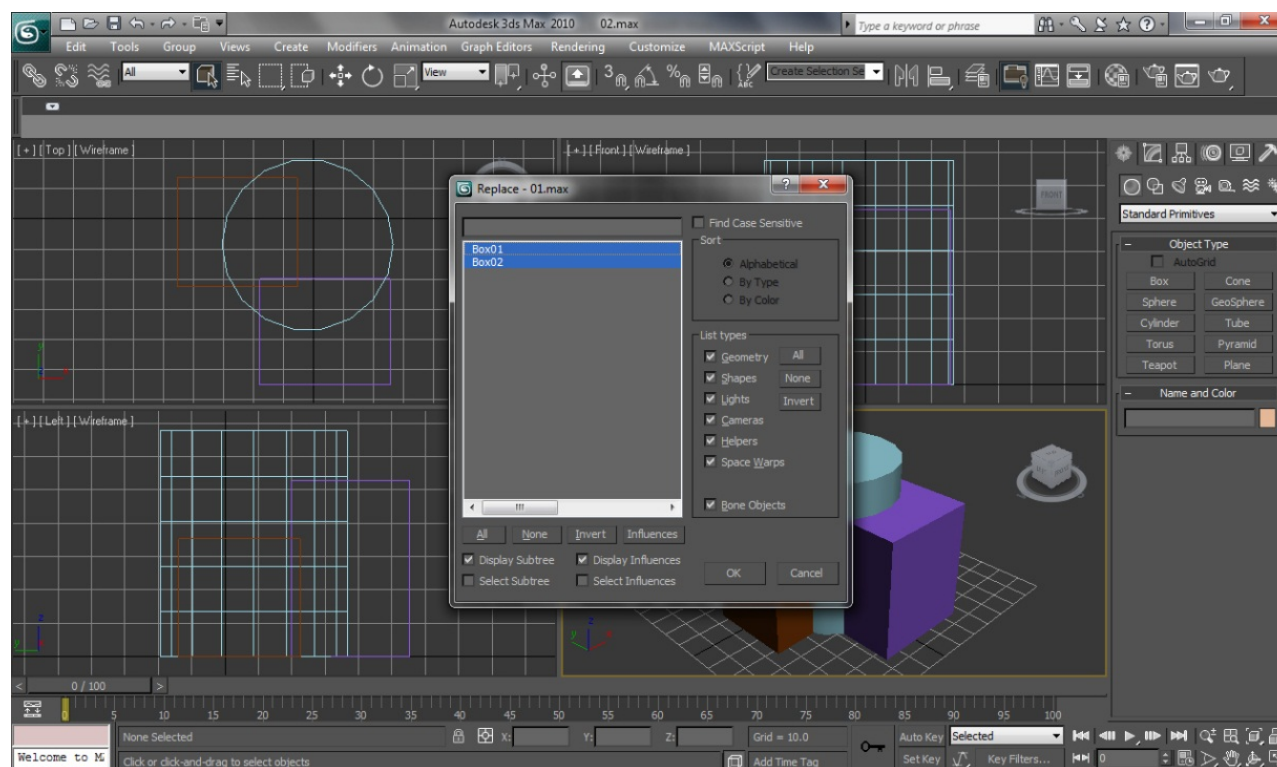 Autodesk 3ds Max 2010 02.max
Type a keyword or phrase
Edit Tools Group Views Create Modifiers Animation Graph Editors Rendering Customize MAXScript Help
All
View
3
%
ABC
Create Selection Se
[ + ] [ Top ] [ Wireframe ]
[ + ] [ Front ] [ Wireframe ]
FRONT
Replace - 01.max
Find Case Sensitive
Box01
Box02
Sort
Alphabetical
By Type
By Color
List types
Geometry All
Shapes None
Lights Invert
Cameras
Helpers
Space Warps
Bone Objects
All None Invert Influences
Display Subtree Display Influences
Select Subtree Select Influences
OK Cancel
Standard Primitives
Object Type
AutoGrid
Box Cone
Sphere GeoSphere
Cylinder Tube
Torus Pyramid
Teapot Plane
Name and Color
[ + ] [ Left ] [ Wireframe ]
y
x
z
y
z
y
x
< 0 / 100 >
0 5 10 15 20 25 30 35 40 45 50 55 60 65 70 75 80 85 90 95 100
None Selected X: Y: Z: Grid = 10.0 Auto Key Selected
Welcome to M Click or click-and-drag to select objects Add Time Tag Set Key Key Filters... 0